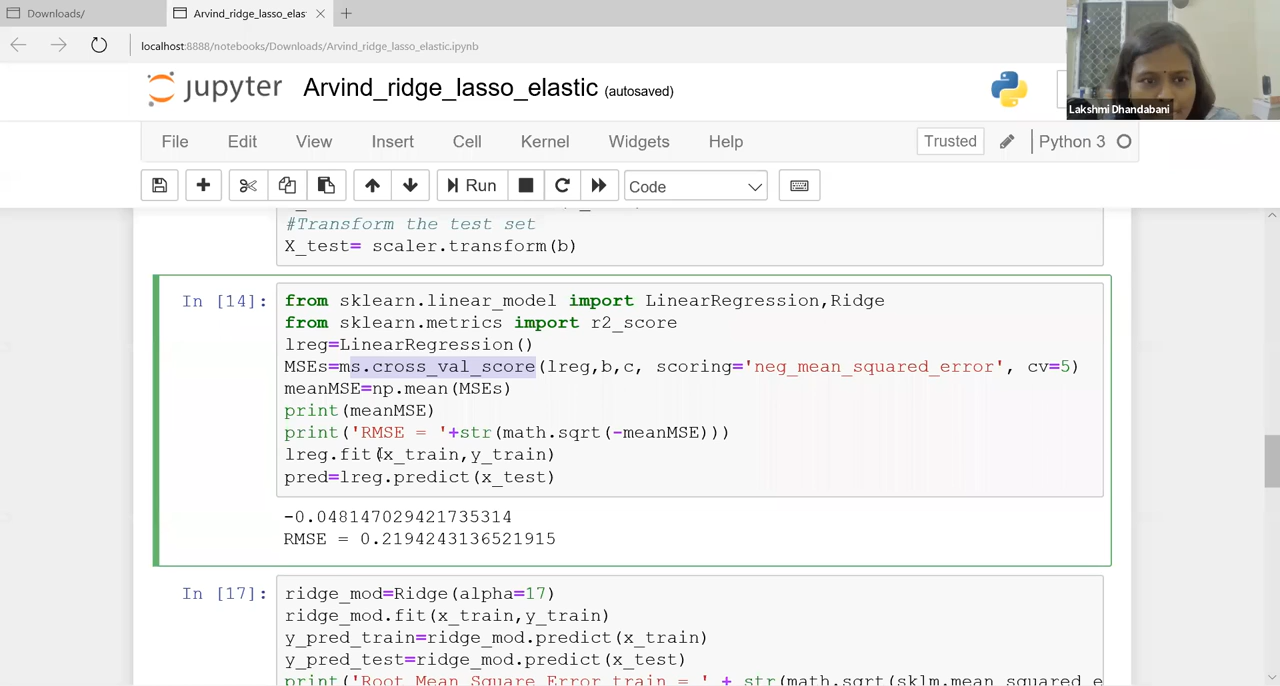 Downloads/
Arvind_ridge_lasso_elas
localhost:8888/notebooks/Downloads/Arvind_ridge_lasso_elastic.ipynb
jupyter Arvind_ridge_lasso_elastic (autosaved)
Lakshmi Dhandabani
File Edit View Insert Cell Kernel Widgets Help Trusted Python 3
Run Code
#Transform the test set
X_test= scaler.transform(b)
In [14]:
from sklearn.linear_model import LinearRegression,Ridge
from sklearn.metrics import r2_score
lreg=LinearRegression()
MSEs=ms.cross_val_score(lreg,b,c, scoring='neg_mean_squared_error', cv=5)
meanMSE=np.mean(MSEs)
print(meanMSE)
print('RMSE = '+str(math.sqrt(-meanMSE)))
lreg.fit(x_train,y_train)
pred=lreg.predict(x_test)
-0.048147029421735314
RMSE = 0.2194243136521915
In [17]:
ridge_mod=Ridge(alpha=17)
ridge_mod.fit(x_train,y_train)
y_pred_train=ridge_mod.predict(x_train)
y_pred_test=ridge_mod.predict(x_test)
print('Root Mean Square Error train = ' + str(math.sqrt(sklm.mean_squared_e